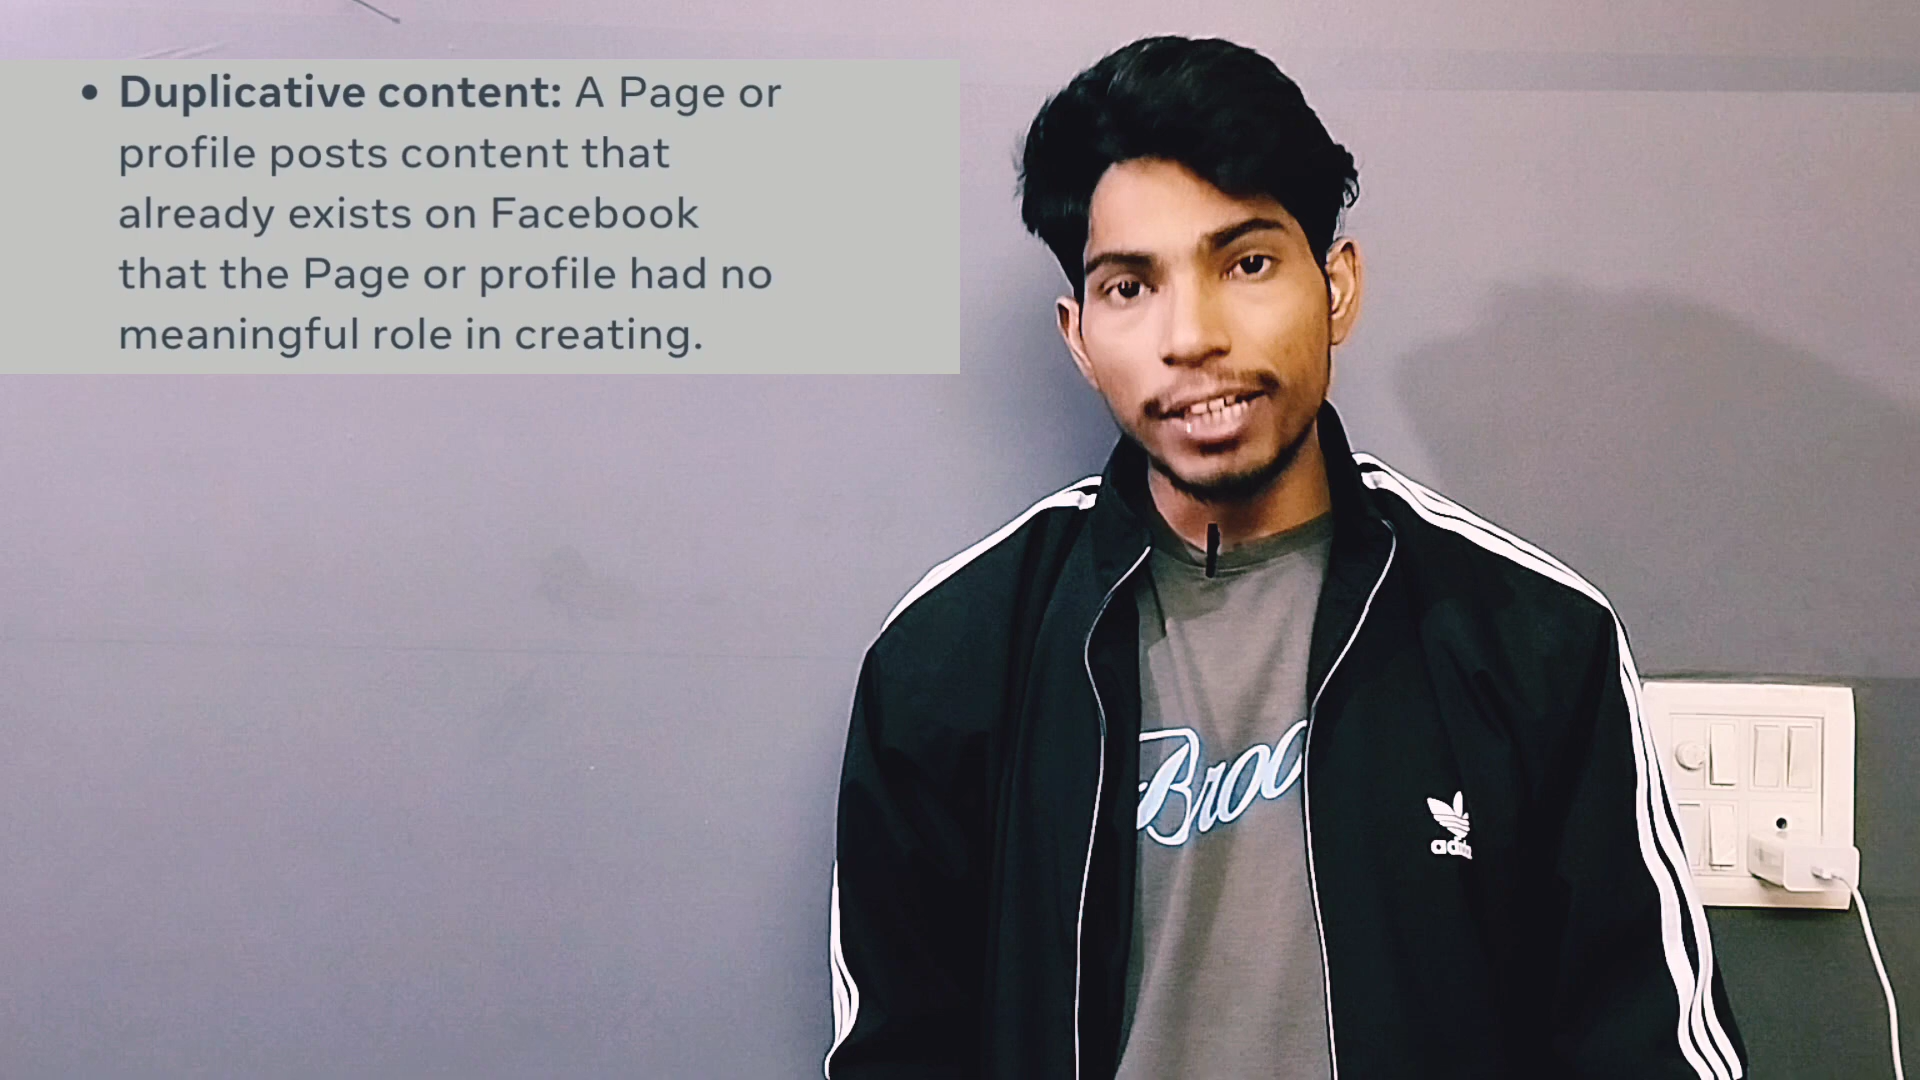 • Duplicative content: A Page or
profile posts content that
already exists on Facebook
that the Page or profile had no
meaningful role in creating.
Broo